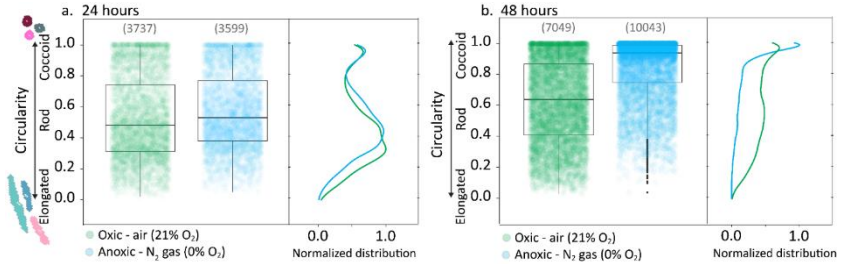 a. 24 hours
(3737)
(3599)
Circularity
Coccoid
Rod
Elongated
1.0
0.8
0.6
0.4
0.2
0.0
0.0
1.0
Normalized distribution
Oxic - air (21% O₂)
Anoxic - N₂ gas (0% O₂)
b. 48 hours
(7049)
(10043)
Circularity
Coccoid
Rod
Elongated
1.0
0.8
0.6
0.4
0.2
0.0
0.0
1.0
Normalized distribution
Oxic - air (21% O₂)
Anoxic - N₂ gas (0% O₂)